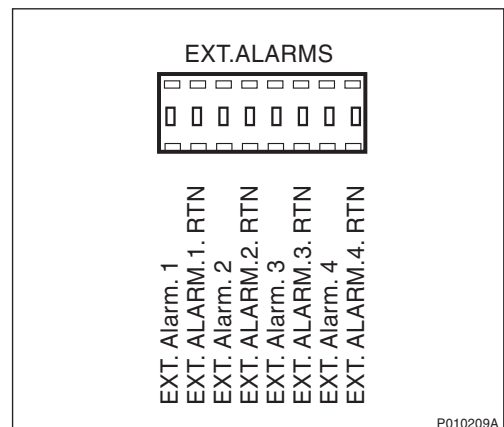 EXT.ALARMS
EXT. Alarm. 1
EXT. ALARM.1. RTN
EXT. Alarm. 2
EXT. ALARM.2. RTN
EXT. Alarm. 3
EXT. ALARM.3. RTN
EXT. Alarm. 4
EXT. ALARM.4. RTN
P010209A